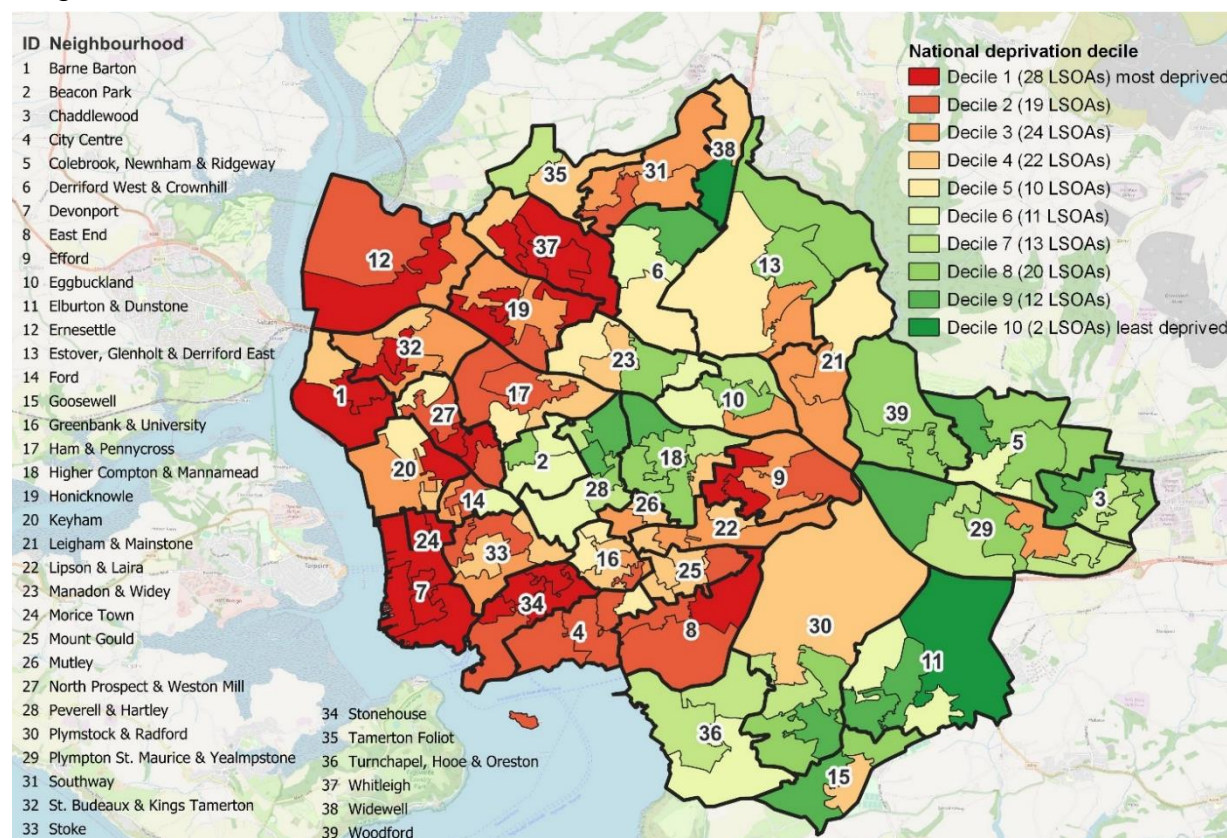 ID Neighbourhood
1 Barne Barton
2 Beacon Park
3 Chaddlewood
4 City Centre
5 Colebrook, Newnham & Ridgeway
6 Derriford West & Crownhill
7 Devonport
8 East End
9 Efford
10 Eggbuckland
11 Elburton & Dunstone
12 Ernesettle
13 Estover, Glenholt & Derriford East
14 Ford
15 Goosewell
16 Greenbank & University
17 Ham & Pennycross
18 Higher Compton & Mannamead
19 Honicknowle
20 Keyham
21 Leigham & Mainstone
22 Lipson & Laira
23 Manadon & Widey
24 Morice Town
25 Mount Gould
26 Mutley
27 North Prospect & Weston Mill
28 Peverell & Hartley
30 Plymstock & Radford
29 Plympton St. Maurice & Yealmpstone
31 Southway
32 St. Budeaux & Kings Tamerton
33 Stoke
34 Stonehouse
35 Tamerton Foliot
36 Turnchapel, Hooe & Oreston
37 Whitleigh
38 Widewell
39 Woodford
National deprivation decile
Decile 1 (28 LSOAs) most deprived
Decile 2 (19 LSOAs)
Decile 3 (24 LSOAs)
Decile 4 (22 LSOAs)
Decile 5 (10 LSOAs)
Decile 6 (11 LSOAs)
Decile 7 (13 LSOAs)
Decile 8 (20 LSOAs)
Decile 9 (12 LSOAs)
Decile 10 (2 LSOAs) least deprived
38
35
31
37
12
6
13
19
32
23
21
1
17
10
39
27
5
2
18
20
9
28
3
14
26
22
29
24
33
16
25
7
34
4
8
30
11
36
15
Saltash
Torpoint